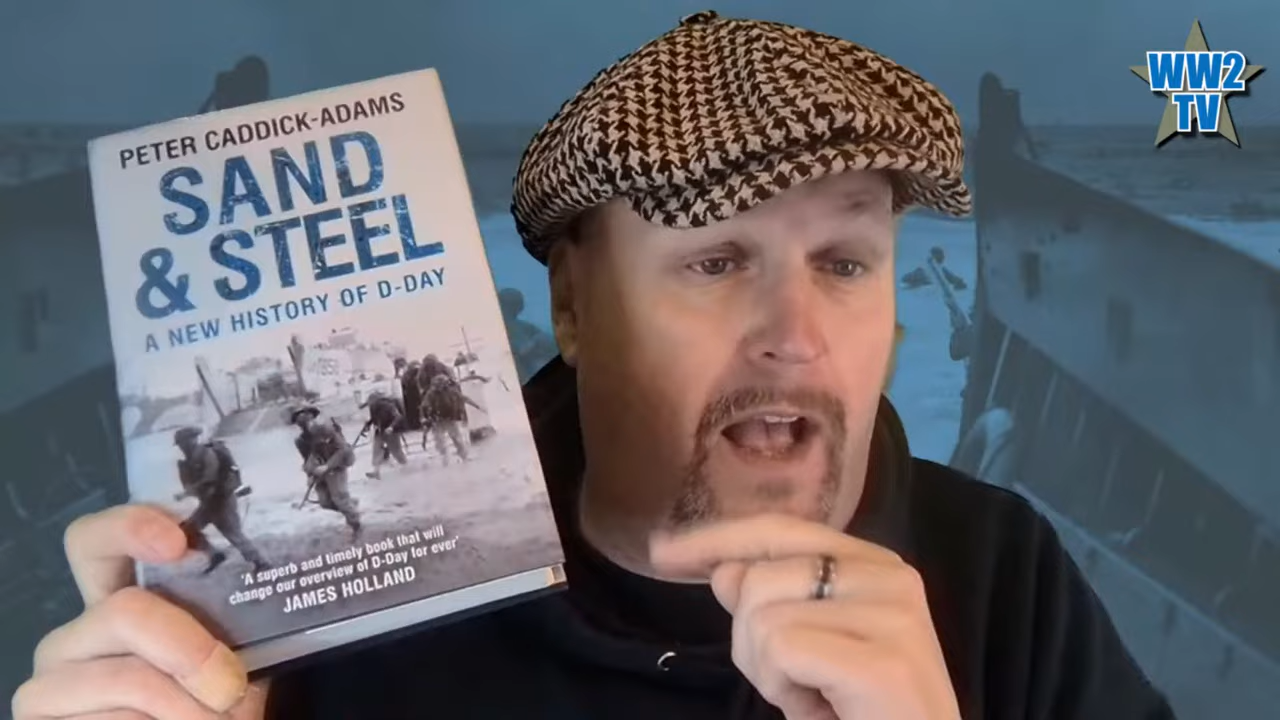 PETER CADDICK-ADAMS
SAND
& STEEL
A NEW HISTORY OF D-DAY
'A superb and timely book that will
change our overview of D-Day for ever'
JAMES HOLLAND
WW2
TV